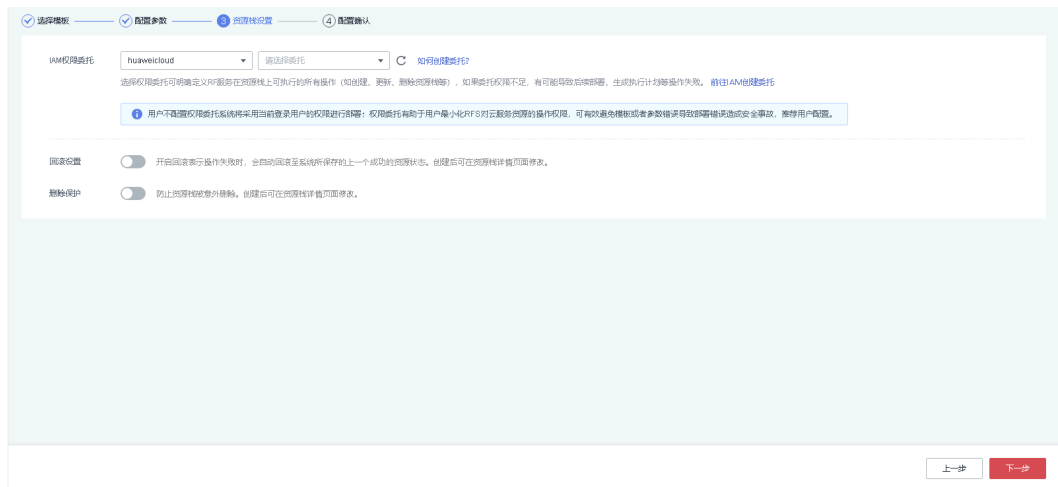 选择模板 配置参数 3 资源栈设置 4 配置确认
IAM权限委托 huaweicloud 请选择委托 如何创建委托?
选择权限委托可明确定义RF服务在资源栈上可执行的所有操作（如创建、更新、删除资源栈等），如果委托权限不足，有可能导致后续部署、生成执行计划等操作失败。 前往IAM创建委托
用户不配置权限委托系统将采用当前登录用户的权限进行部署；权限委托有助于用户最小化RFS对云服务资源的操作权限，可有效避免模板或者参数错误导致部署错误造成安全事故，推荐用户配置。
回滚设置 开启回滚表示操作失败时，会自动回滚至系统所保存的上一个成功的资源状态。创建后可在资源栈详情页面修改。
删除保护 防止资源栈被意外删除。创建后可在资源栈详情页面修改。
上一步 下一步